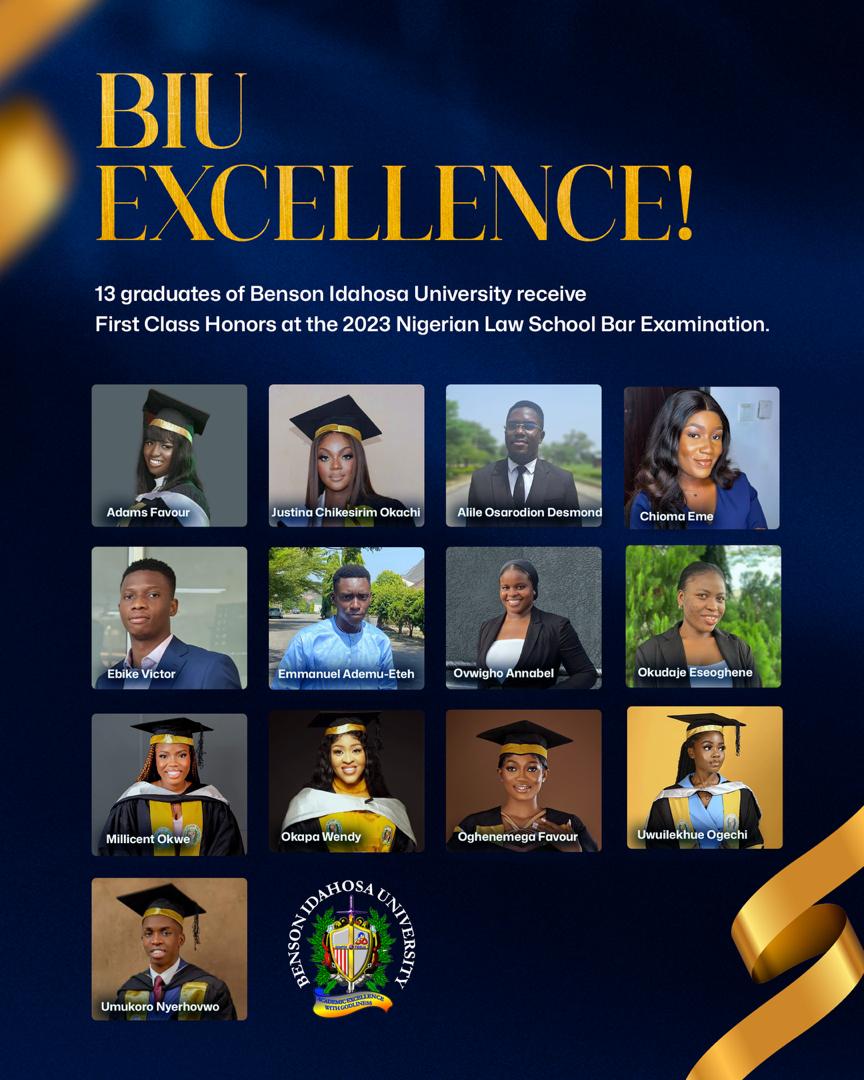 BIU
EXCELLENCE!
13 graduates of Benson Idahosa University receive
First Class Honors at the 2023 Nigerian Law School Bar Examination.
Adams Favour
Justina Chikesirim Okachi
Alile Osarodion Desmond
Chioma Eme
Ebike Victor
Emmanuel Ademu-Eteh
Ovwigho Annabel
Okudaje Eseoghene
Millicent Okwe
Okapa Wendy
Oghenemega Favour
Uwuilekhue Ogechi
Umukoro Nyerhovwo
BENSON IDAHOSA UNIVERSITY
ACADEMIC EXCELLENCE
WITH GODLINESS